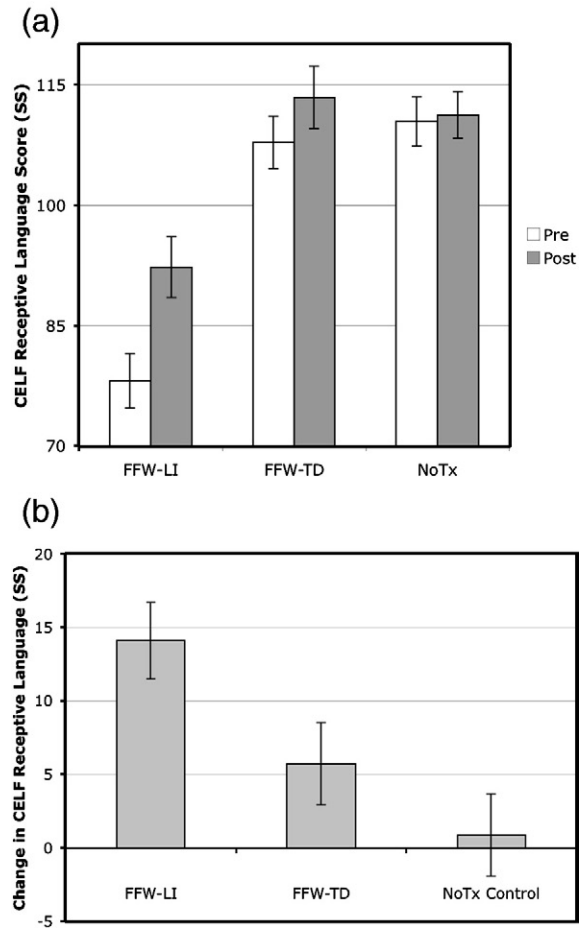 (a)
CELF Receptive Language Score (SS)
115
100
85
70
FFW-LI
FFW-TD
NoTx
Pre
Post
(b)
Change in CELF Receptive Language (SS)
20
15
10
5
0
-5
FFW-LI
FFW-TD
NoTx Control